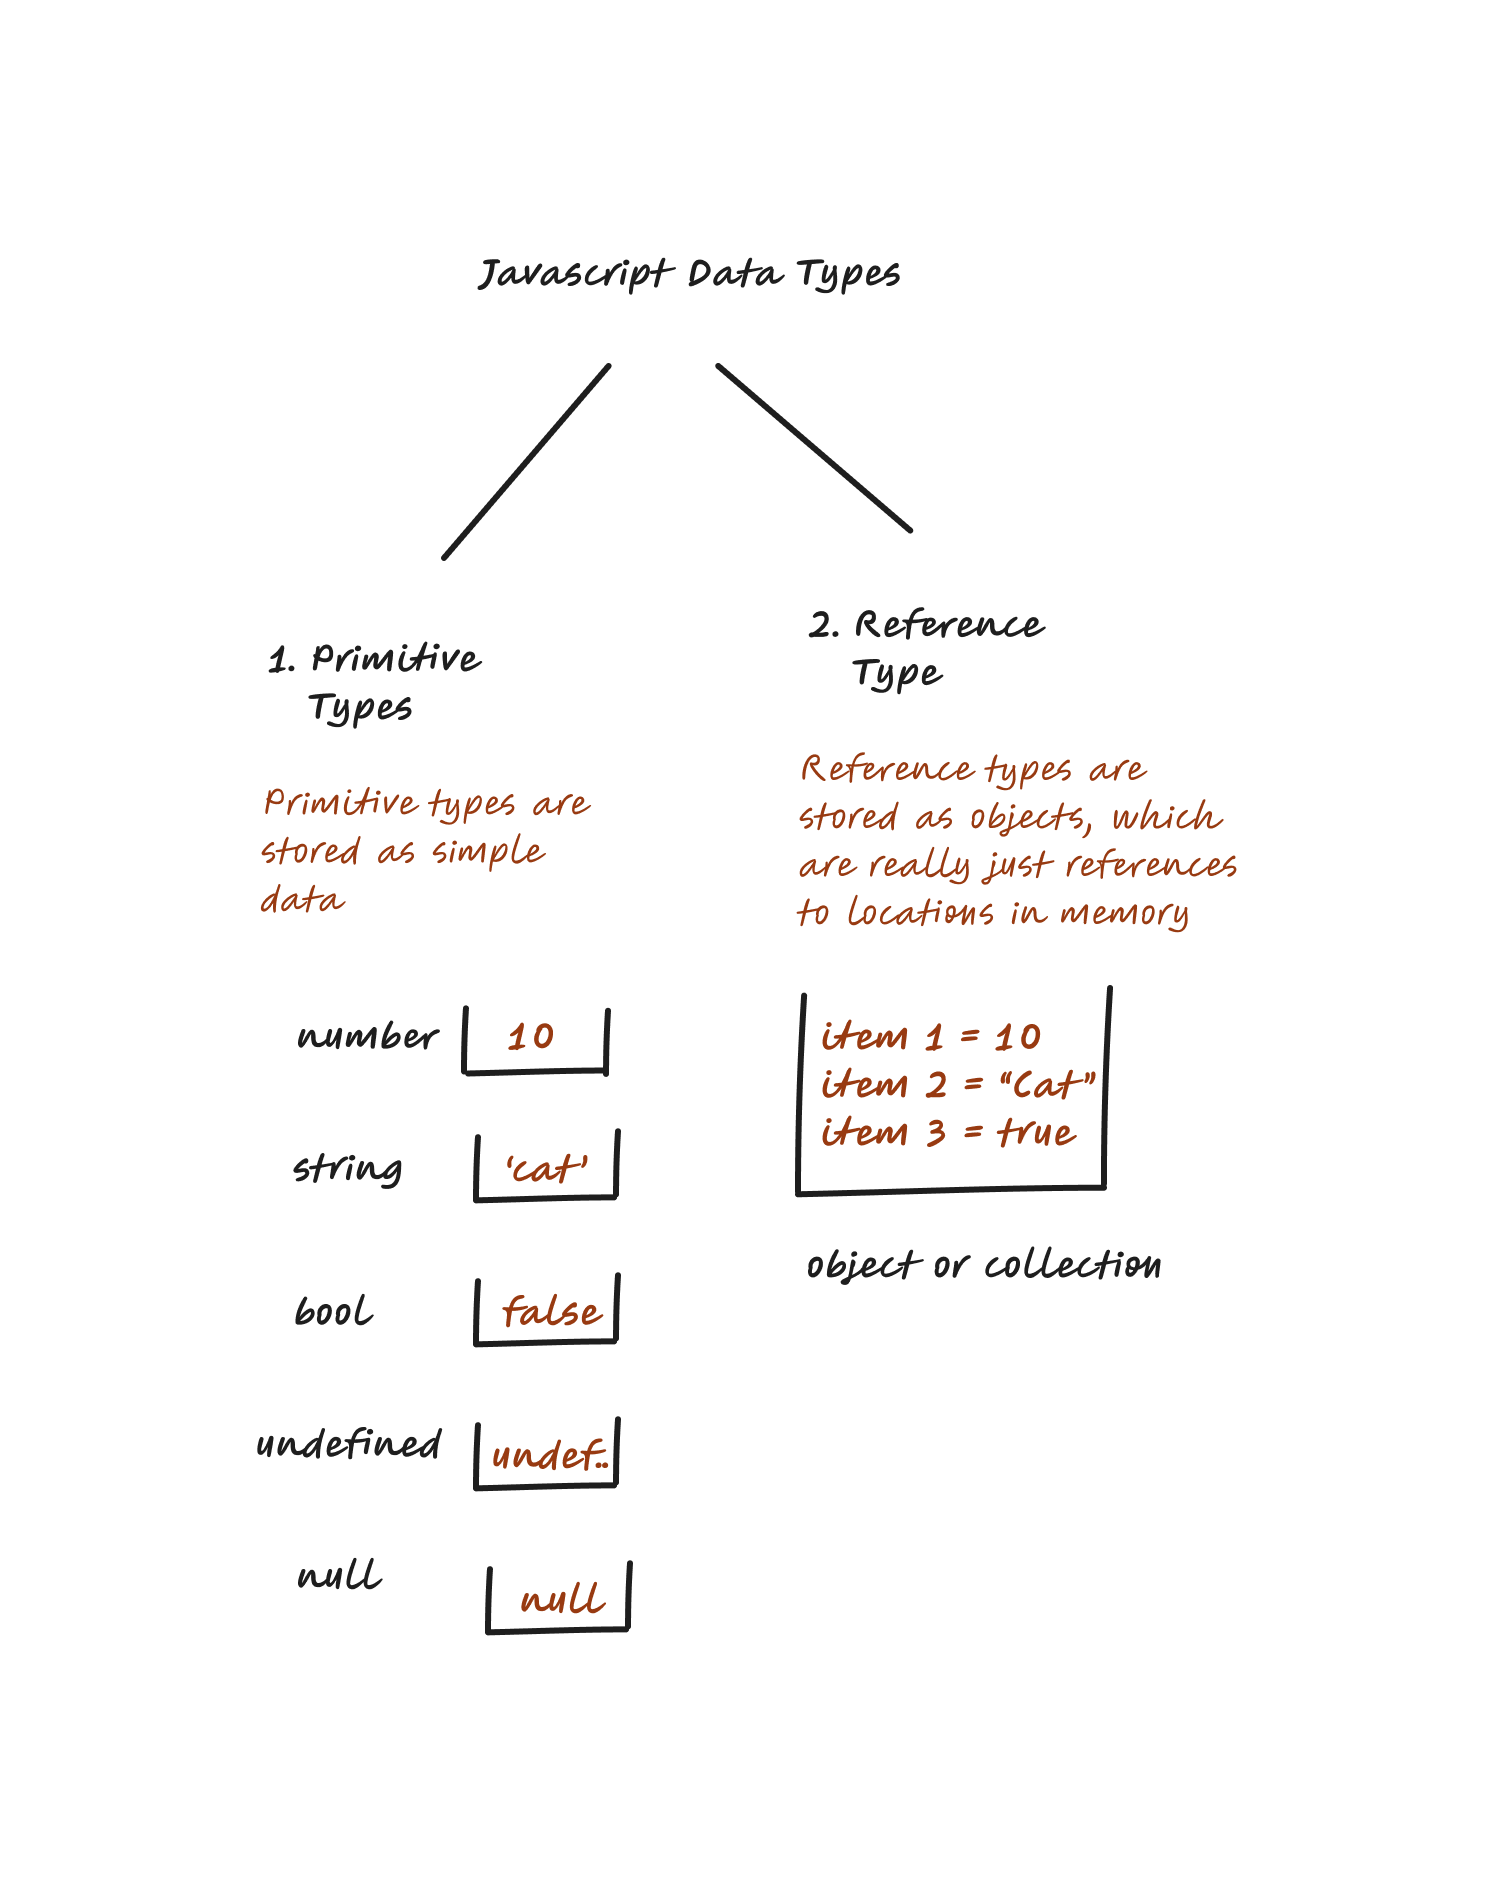 Javascript Data Types
1. Primitive
Types
Primitive types are
stored as simple
data
number 10
string 'cat'
bool false
undefined undef..
null null
2. Reference
Type
Reference types are
stored as objects, which
are really just references
to locations in memory
item 1 = 10
item 2 = “Cat”
item 3 = true
object or collection